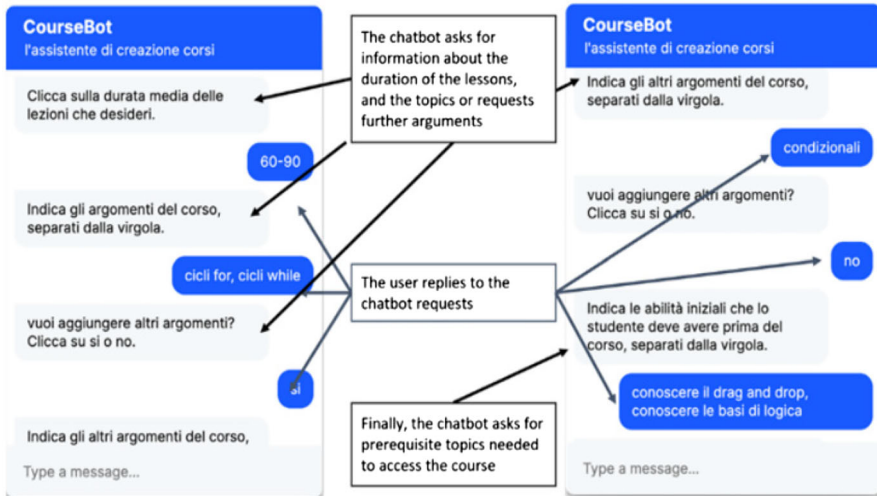 CourseBot
l'assistente di creazione corsi
Clicca sulla durata media delle
lezioni che desideri.
60-90
Indica gli argomenti del corso,
separati dalla virgola.
cicli for, cicli while
vuoi aggiungere altri argomenti?
Clicca su si o no.
si
Indica gli altri argomenti del corso,
Type a message...
The chatbot asks for
information about the
duration of the lessons,
and the topics or requests
further arguments
The user replies to the
chatbot requests
Finally, the chatbot asks for
prerequisite topics needed
to access the course
CourseBot
l'assistente di creazione corsi
Indica gli altri argomenti del corso,
separati dalla virgola.
condizionali
vuoi aggiungere altri argomenti?
Clicca su si o no.
no
Indica le abilità iniziali che lo
studente deve avere prima del
corso, separati dalla virgola.
conoscere il drag and drop,
conoscere le basi di logica
Type a message...